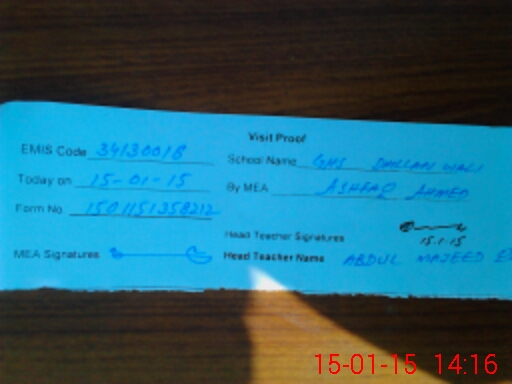 Visit Proof
EMIS Code 34130018
School Name GHS DHILLAN WALI
Today on 15-01-15
By MEA ASHFAQ AHMED
Form No 1501151358212
Head Teacher Signatures
15.1.15
MEA Signatures
Head Teacher Name ABDUL MAJEED
15-01-15 14:16